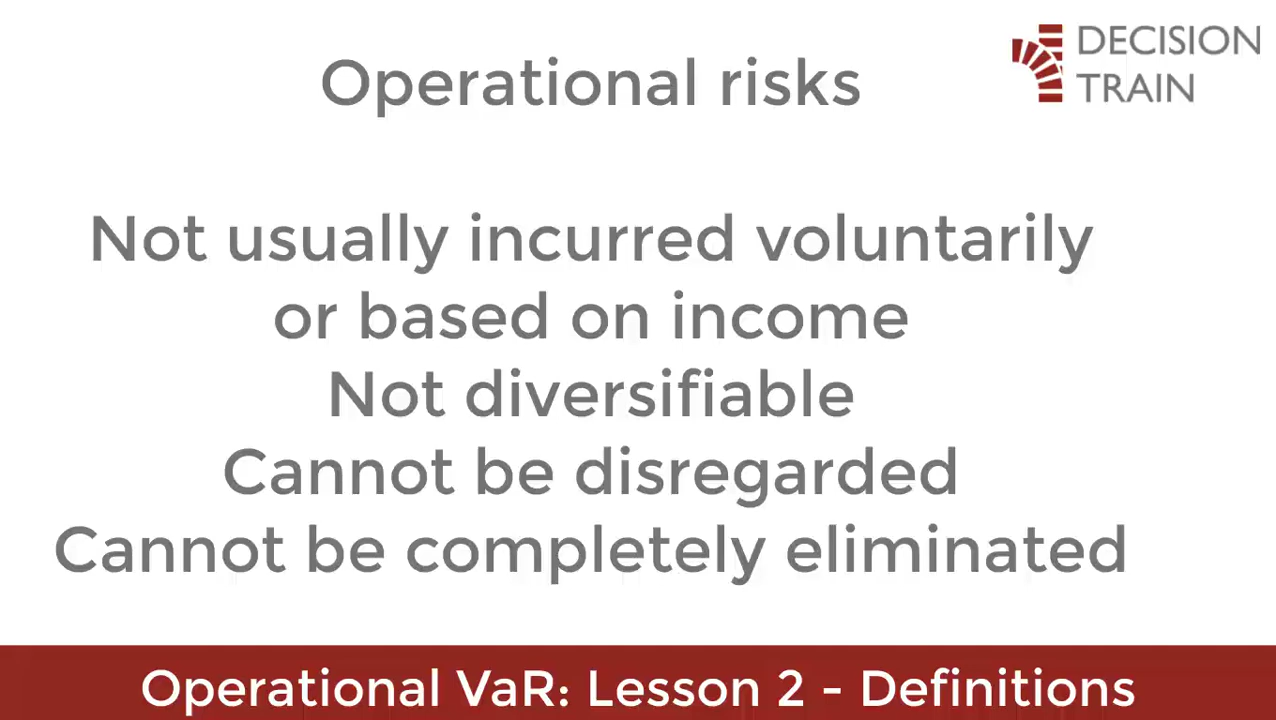 DECISION
TRAIN
Operational risks
Not usually incurred voluntarily
or based on income
Not diversifiable
Cannot be disregarded
Cannot be completely eliminated
Operational VaR: Lesson 2 - Definitions